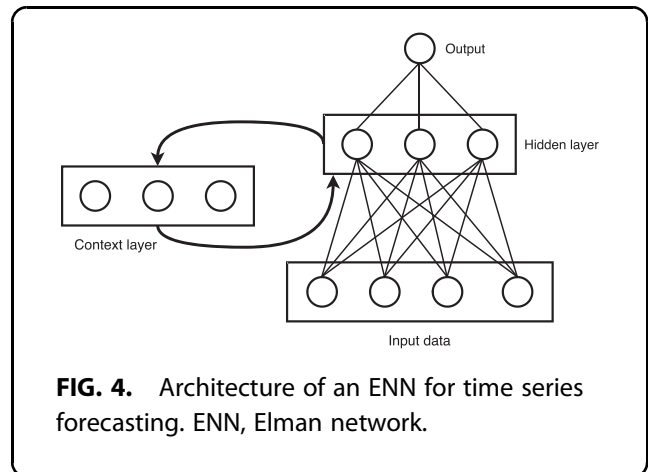 Output
Hidden layer
Context layer
Input data
FIG. 4. Architecture of an ENN for time series
forecasting. ENN, Elman network.